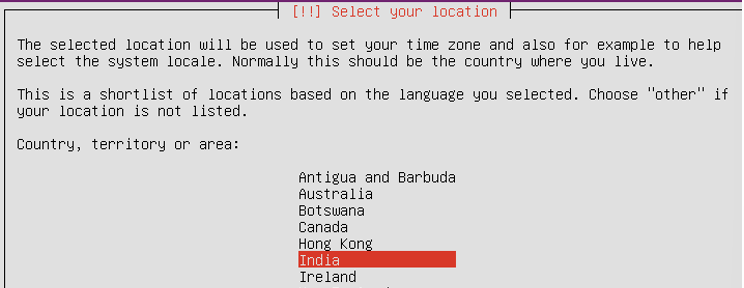 [!!] Select your location
The selected location will be used to set your time zone and also for example to help
select the system locale. Normally this should be the country where you live.
This is a shortlist of locations based on the language you selected. Choose "other" if
your location is not listed.
Country, territory or area:
Antigua and Barbuda
Australia
Botswana
Canada
Hong Kong
India
Ireland